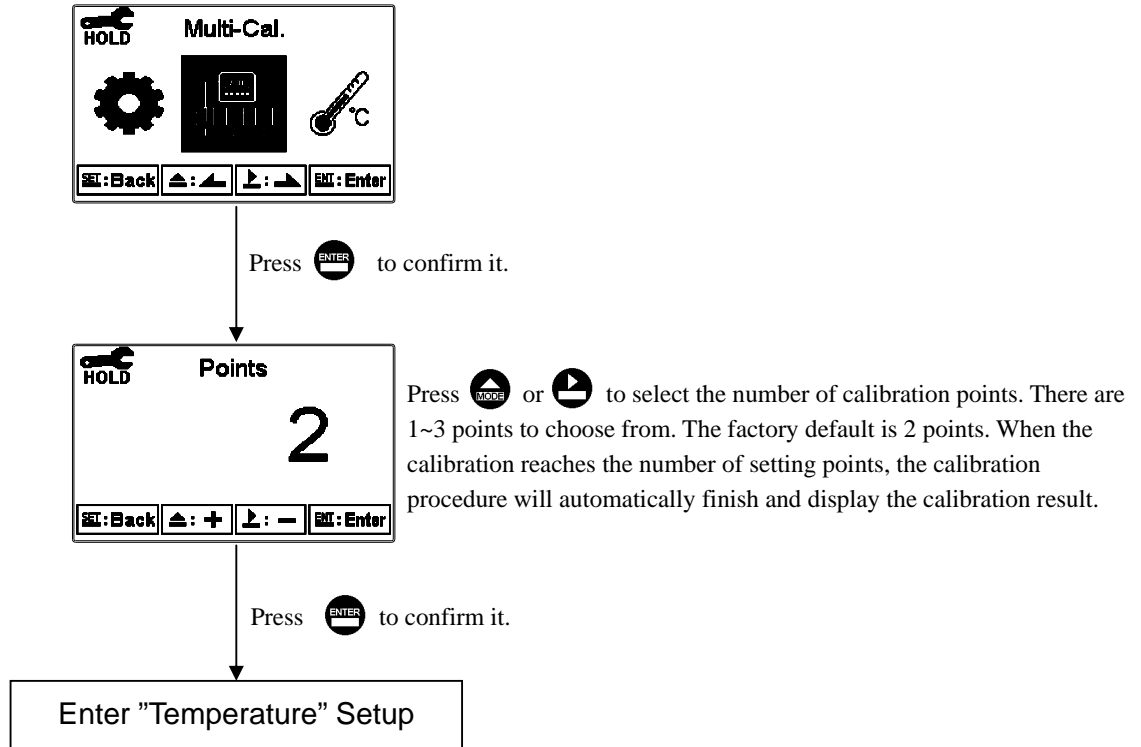 HOLD
Multi-Cal.
°C
SET:Back
:
:
ENT:Enter
Press ENTER to confirm it.
HOLD
Points
2
SET:Back
: +
: −
ENT:Enter
Press MODE or to select the number of calibration points. There are
1~3 points to choose from. The factory default is 2 points. When the
calibration reaches the number of setting points, the calibration
procedure will automatically finish and display the calibration result.
Press ENTER to confirm it.
Enter ”Temperature” Setup